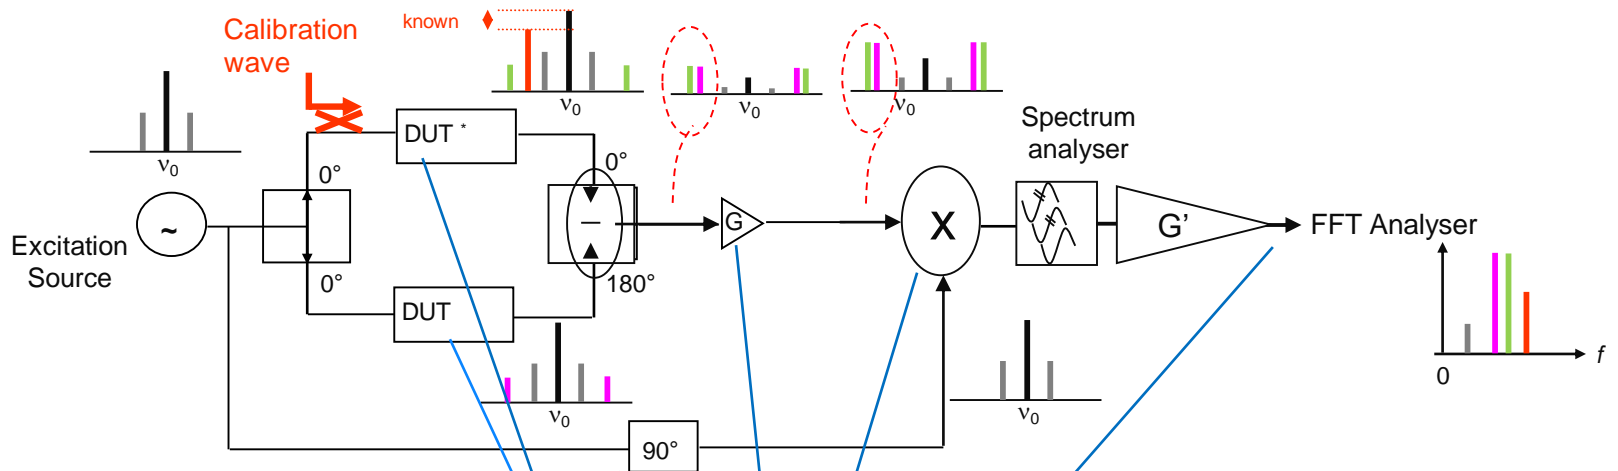 Calibration
wave
known
ν0
ν0
ν0
ν0
Spectrum
analyser
DUT *
0°
0°
~
G
X
G'
FFT Analyser
Excitation
Source
0°
180°
DUT
ν0
ν0
90°
0
f